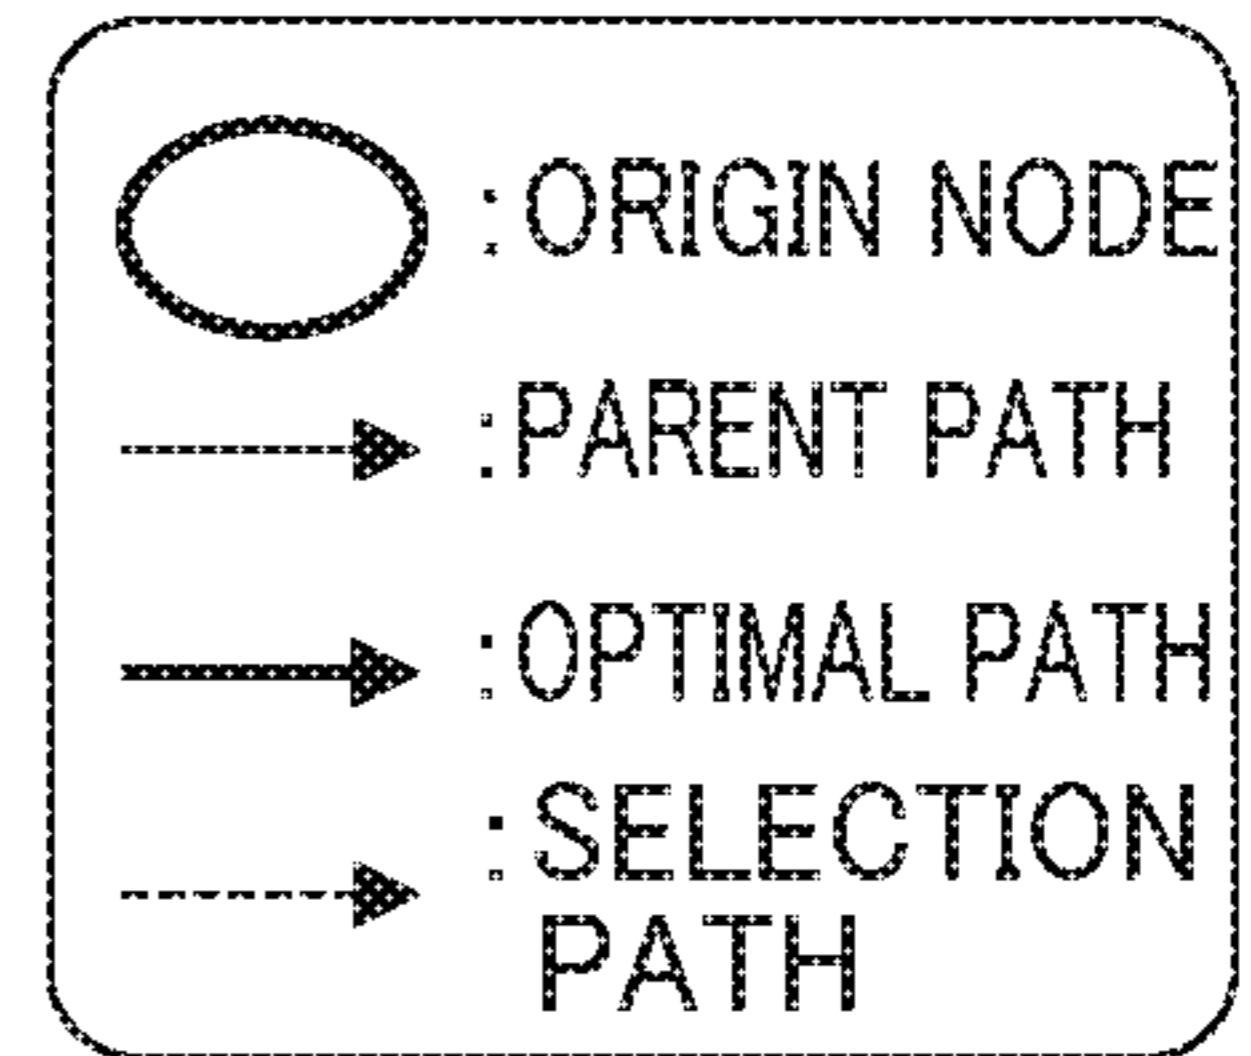 : ORIGIN NODE
: PARENT PATH
: OPTIMAL PATH
: SELECTION
PATH